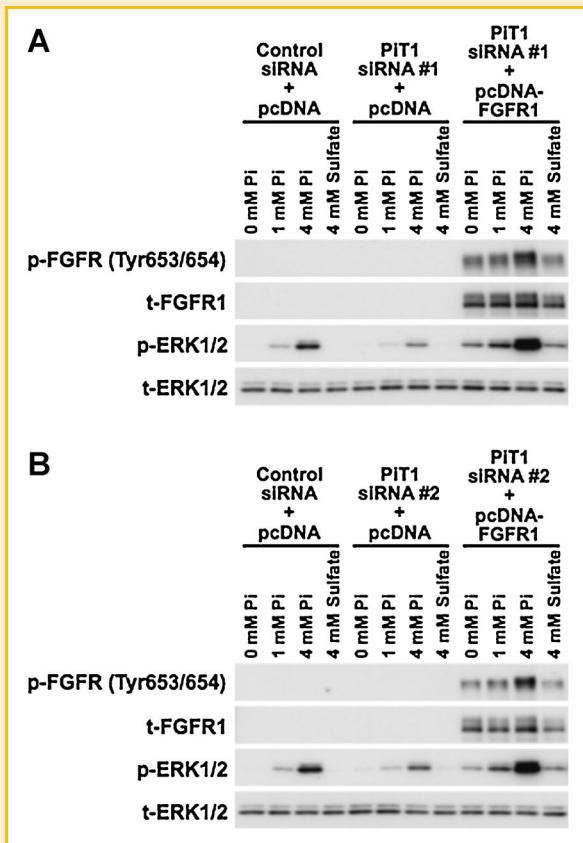 A
Control
siRNA
+
pcDNA
PiT1
siRNA #1
+
pcDNA
PiT1
siRNA #1
+
pcDNA-
FGFR1
0 mM Pi
1 mM Pi
4 mM Pi
4 mM Sulfate
0 mM Pi
1 mM Pi
4 mM Pi
4 mM Sulfate
0 mM Pi
1 mM Pi
4 mM Pi
4 mM Sulfate
p-FGFR (Tyr653/654)
t-FGFR1
p-ERK1/2
t-ERK1/2
B
Control
siRNA
+
pcDNA
PiT1
siRNA #2
+
pcDNA
PiT1
siRNA #2
+
pcDNA-
FGFR1
0 mM Pi
1 mM Pi
4 mM Pi
4 mM Sulfate
0 mM Pi
1 mM Pi
4 mM Pi
4 mM Sulfate
0 mM Pi
1 mM Pi
4 mM Pi
4 mM Sulfate
p-FGFR (Tyr653/654)
t-FGFR1
p-ERK1/2
t-ERK1/2